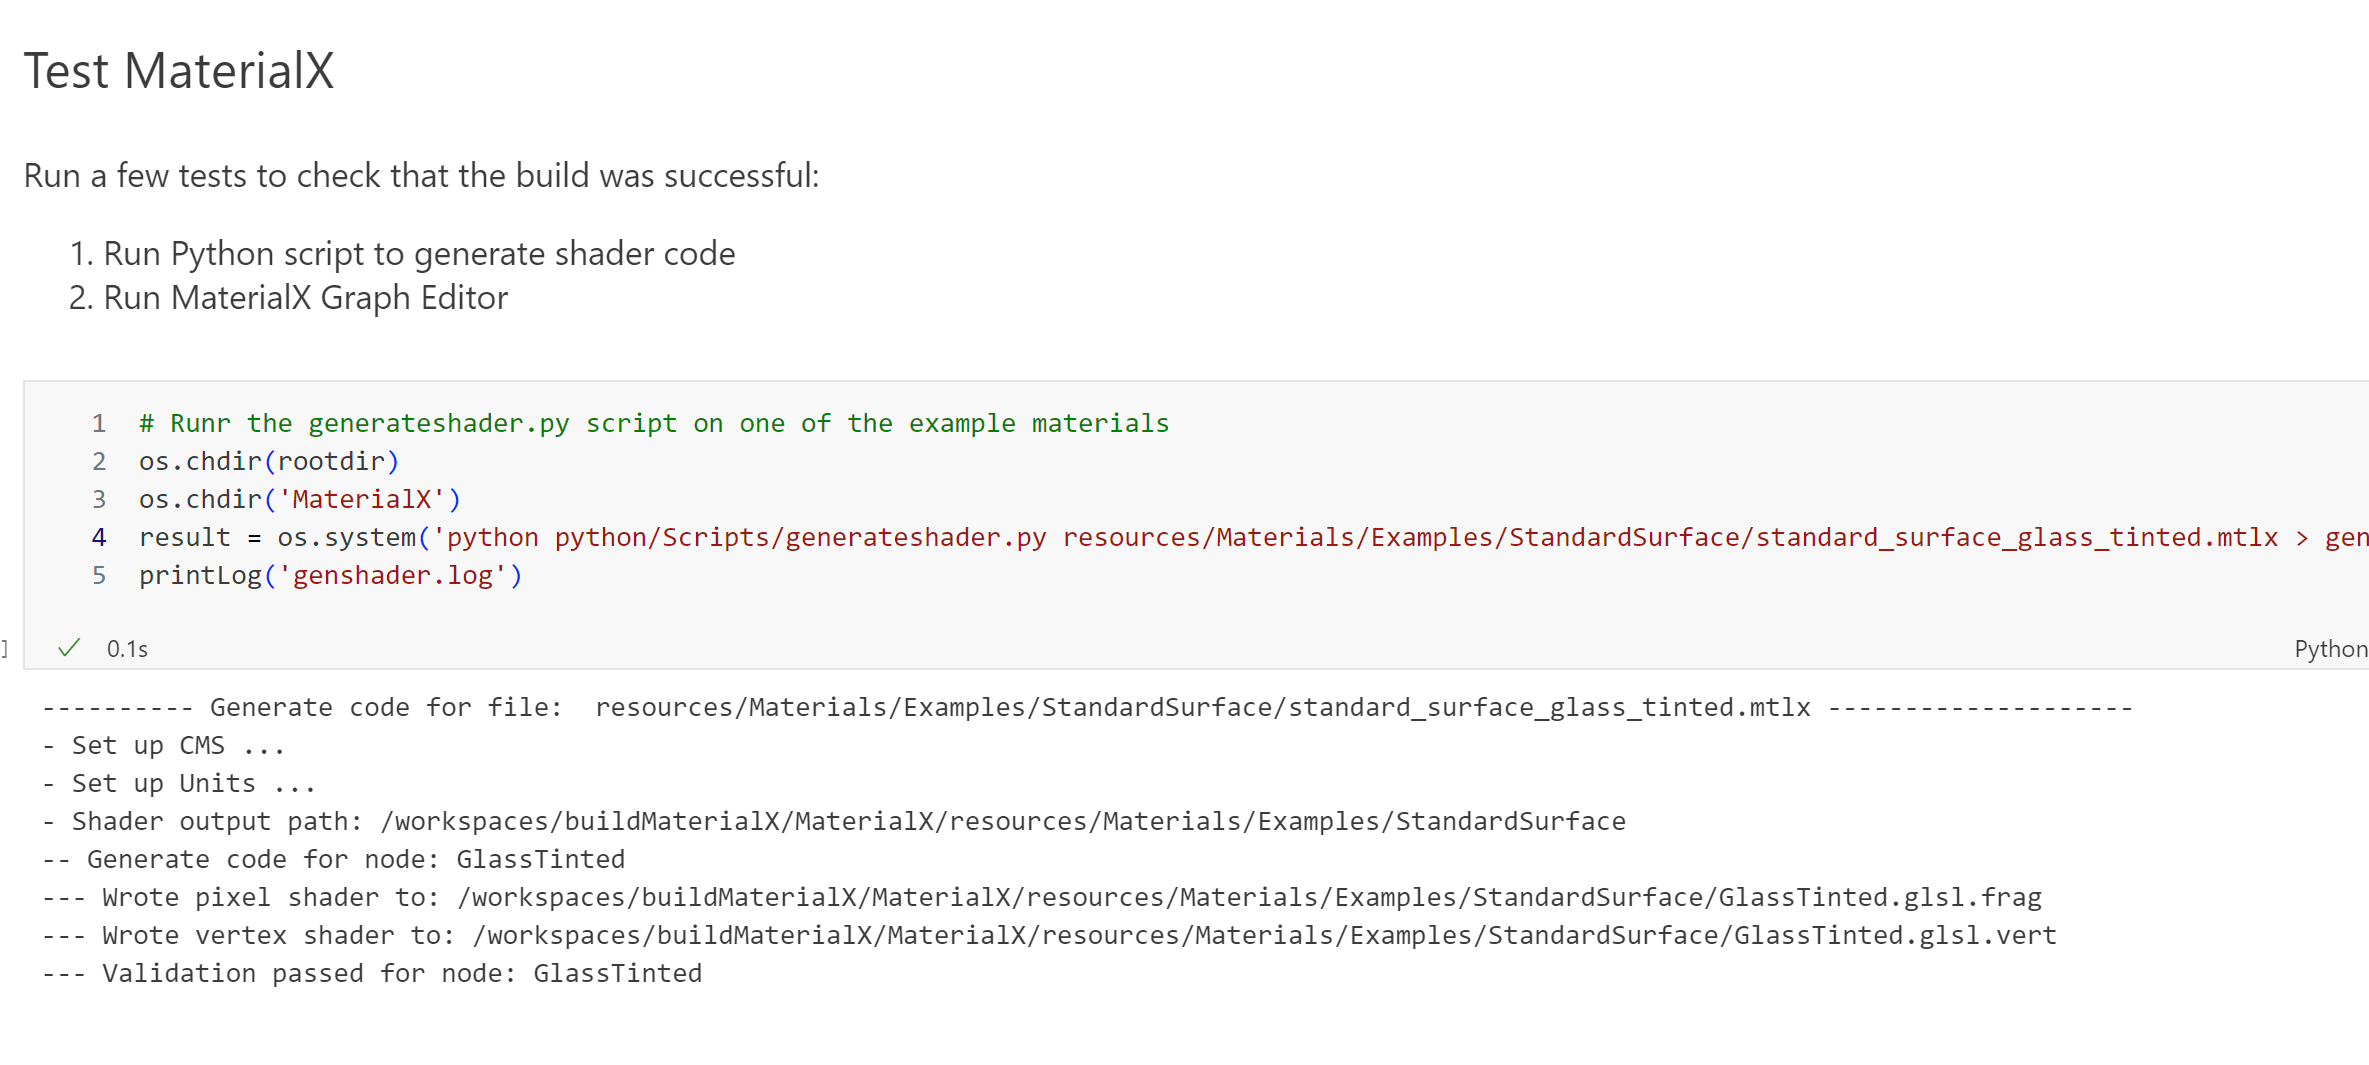 Test MaterialX
Run a few tests to check that the build was successful:
1. Run Python script to generate shader code
2. Run MaterialX Graph Editor
1 # Runr the generateshader.py script on one of the example materials
2 os.chdir(rootdir)
3 os.chdir('MaterialX')
4 result = os.system('python python/Scripts/generateshader.py resources/Materials/Examples/StandardSurface/standard_surface_glass_tinted.mtlx > gen
5 printLog('genshader.log')
] ✓ 0.1s Python
---------- Generate code for file:  resources/Materials/Examples/StandardSurface/standard_surface_glass_tinted.mtlx --------------------
- Set up CMS ...
- Set up Units ...
- Shader output path: /workspaces/buildMaterialX/MaterialX/resources/Materials/Examples/StandardSurface
-- Generate code for node: GlassTinted
--- Wrote pixel shader to: /workspaces/buildMaterialX/MaterialX/resources/Materials/Examples/StandardSurface/GlassTinted.glsl.frag
--- Wrote vertex shader to: /workspaces/buildMaterialX/MaterialX/resources/Materials/Examples/StandardSurface/GlassTinted.glsl.vert
--- Validation passed for node: GlassTinted